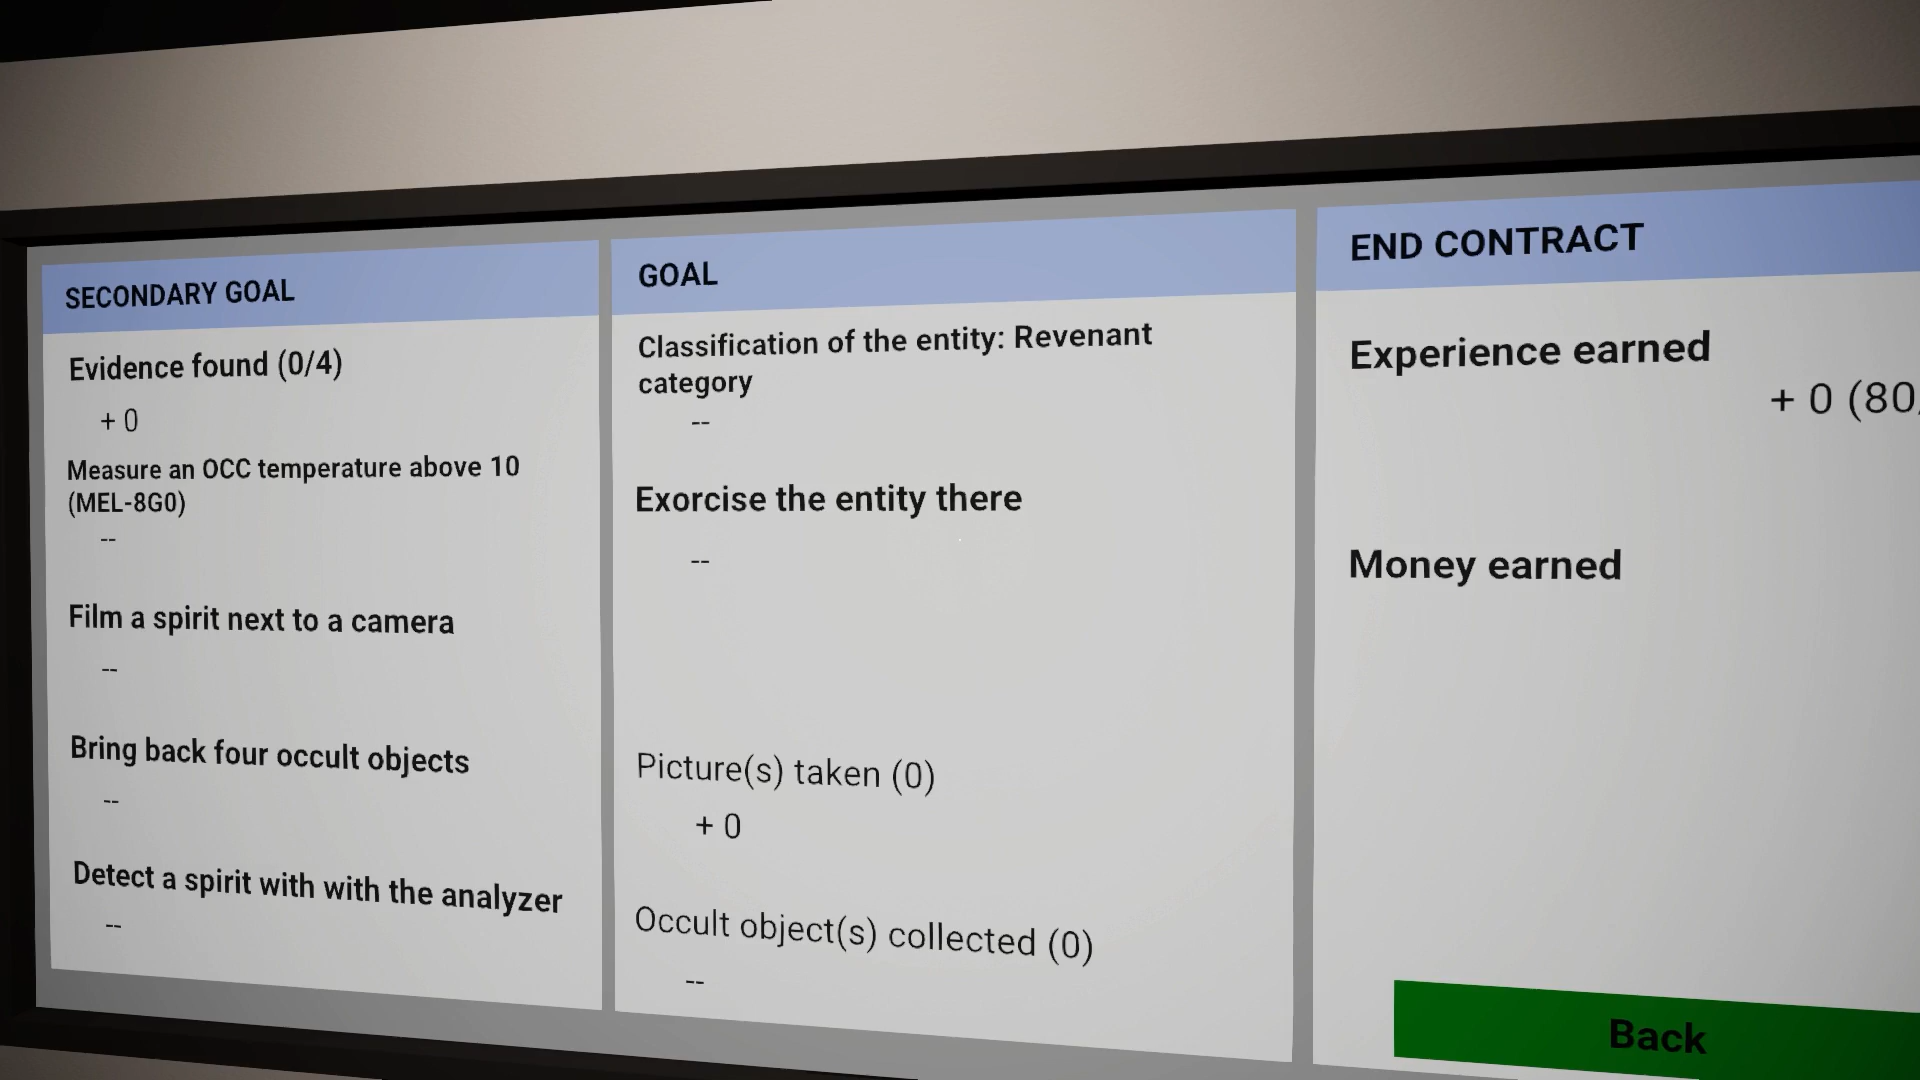 SECONDARY GOAL
Evidence found (0/4)
+ 0
Measure an OCC temperature above 10
(MEL-8G0)
--
Film a spirit next to a camera
--
Bring back four occult objects
--
Detect a spirit with with the analyzer
--
GOAL
Classification of the entity: Revenant
category
--
Exorcise the entity there
--
Picture(s) taken (0)
+ 0
Occult object(s) collected (0)
--
END CONTRACT
Experience earned
+ 0 (80
Money earned
Back